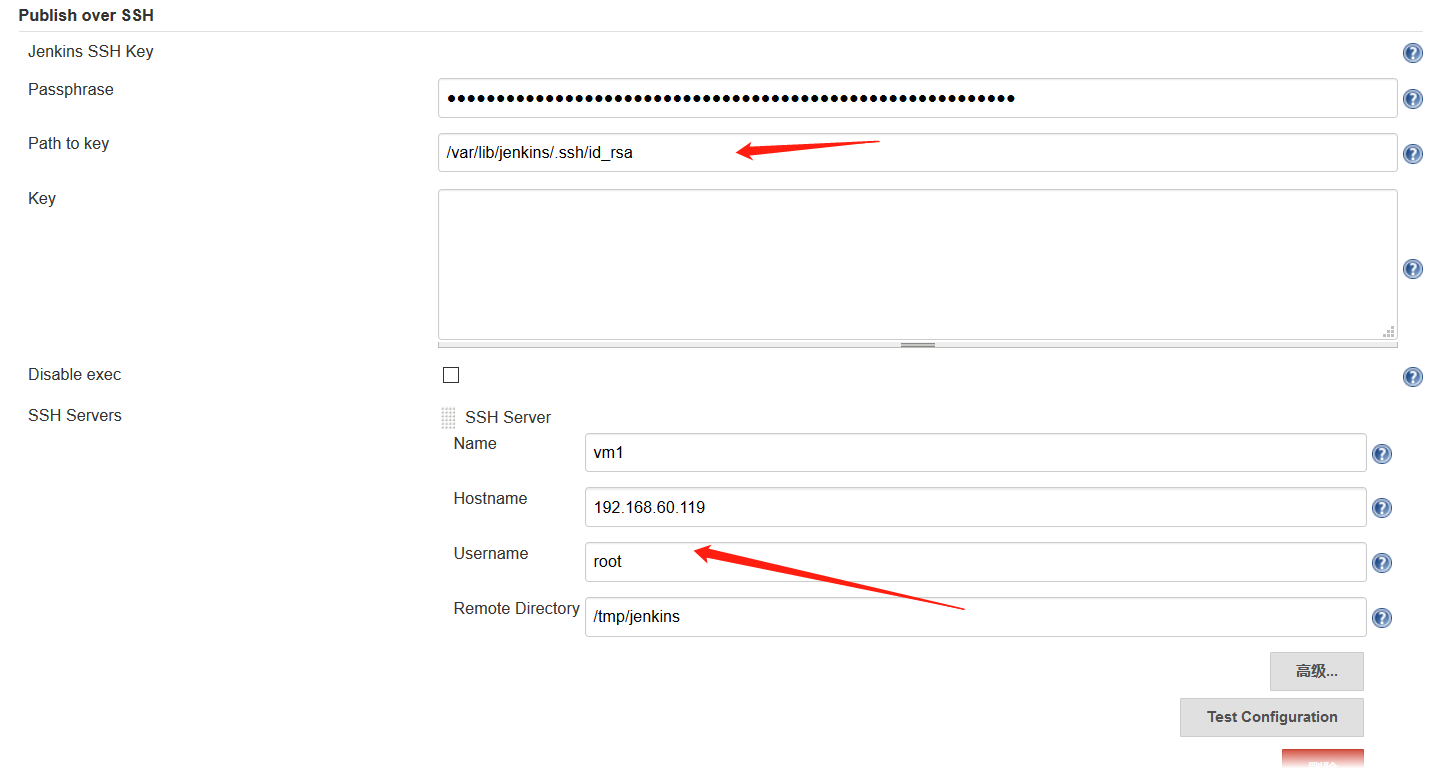 Publish over SSH
Jenkins SSH Key
Passphrase
••••••••••••••••••••••••••••••••••••••••••••••••••••••••••
Path to key
/var/lib/jenkins/.ssh/id_rsa
Key
Disable exec
SSH Servers
SSH Server
Name
vm1
Hostname
192.168.60.119
Username
root
Remote Directory
/tmp/jenkins
高级...
Test Configuration